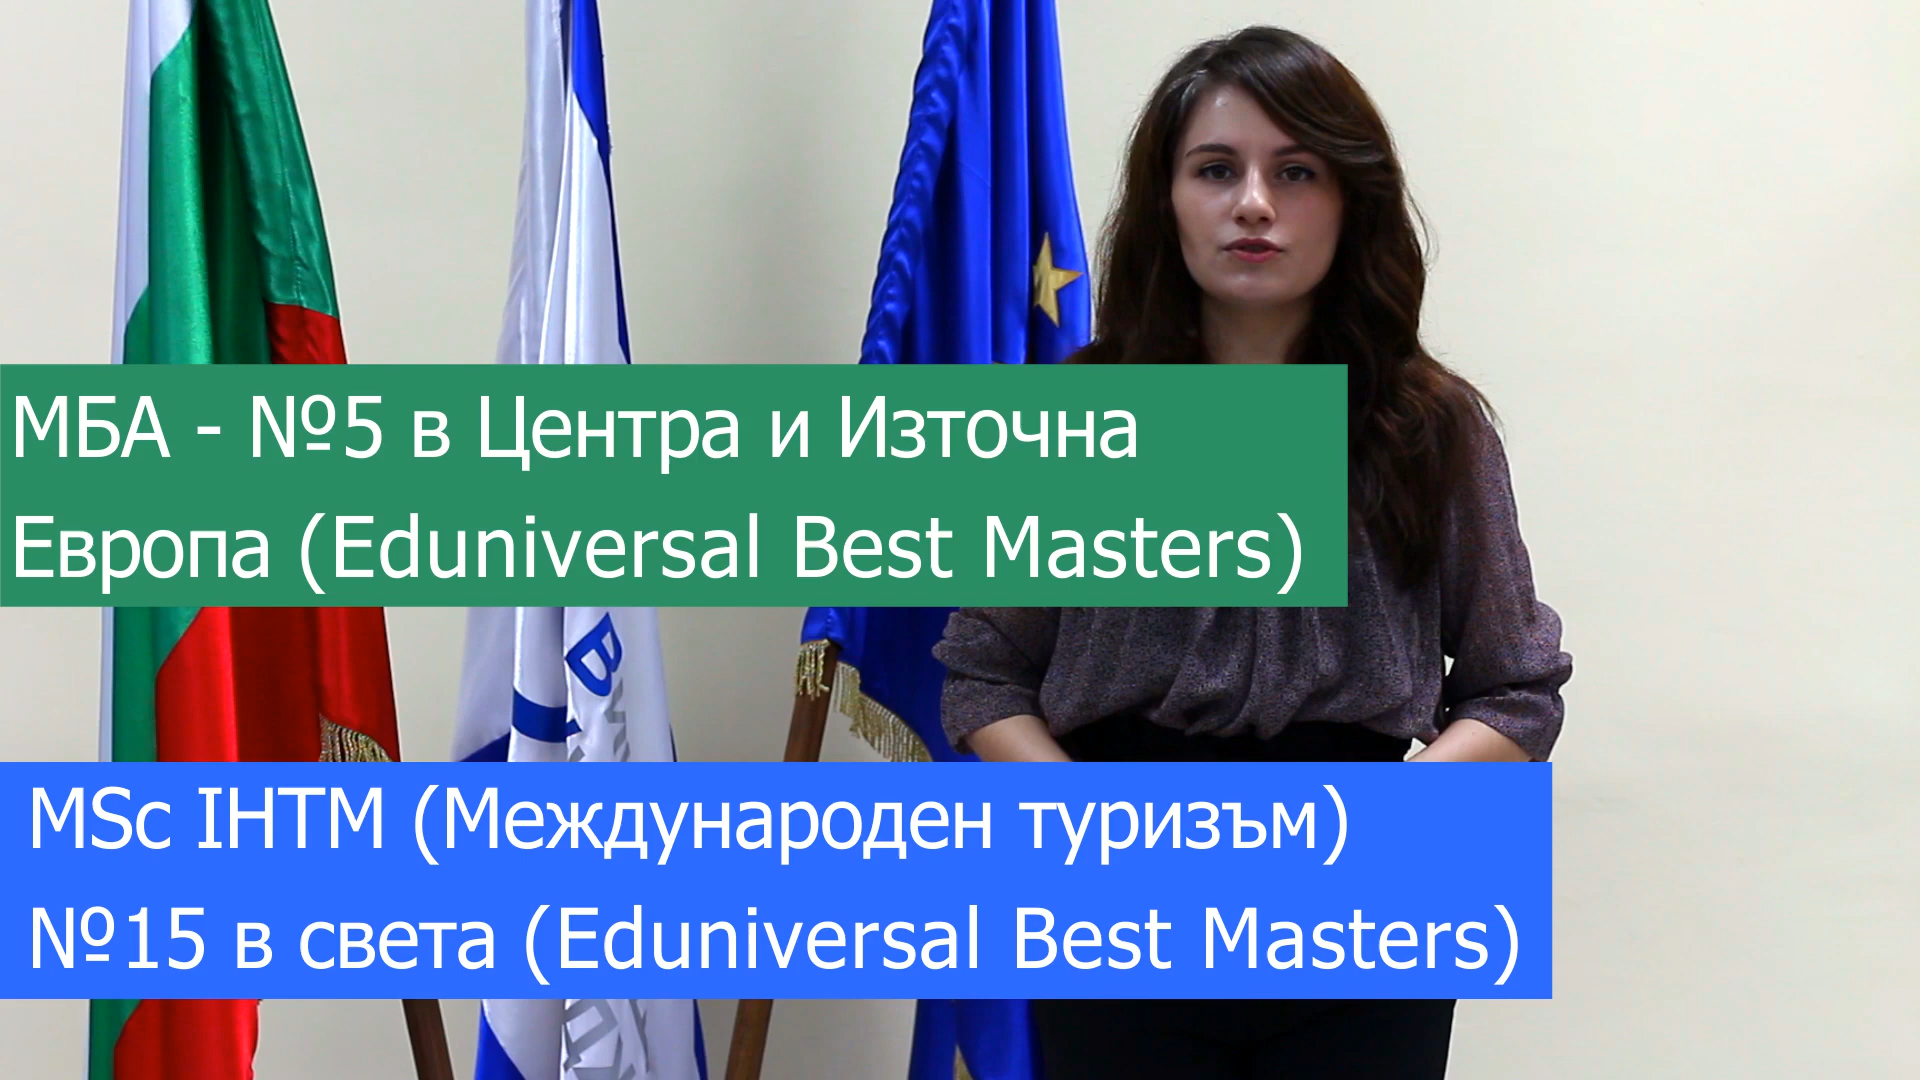 МБА - №5 в Центра и Източна
Европа (Eduniversal Best Masters)
MSc IHTM (Международен туризъм)
№15 в света (Eduniversal Best Masters)